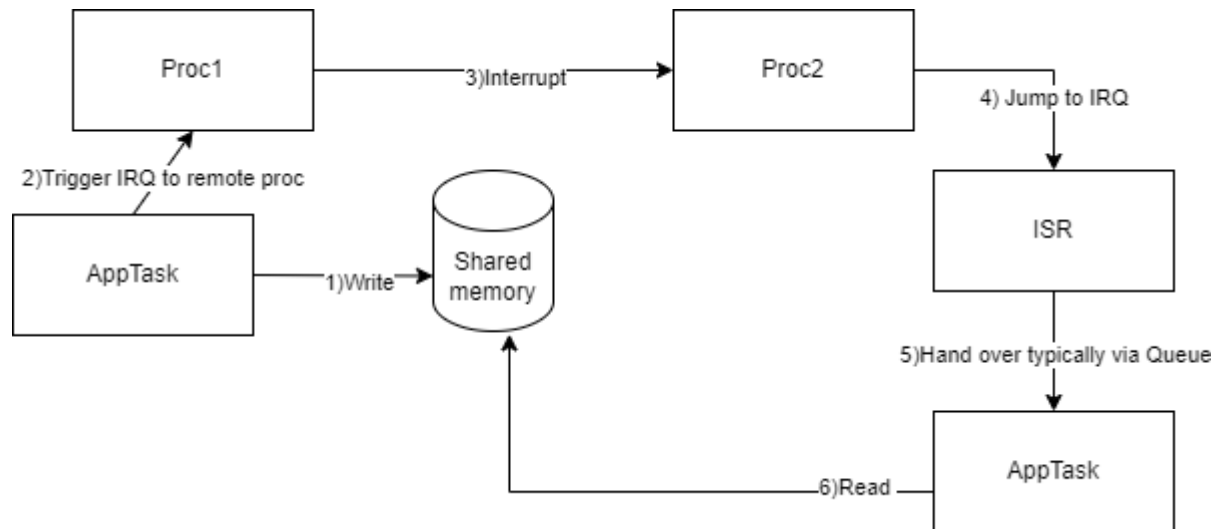 Proc1
3)Interrupt
Proc2
4) Jump to IRQ
2)Trigger IRQ to remote proc
AppTask
1)Write
Shared
memory
ISR
5)Hand over typically via Queue
AppTask
6)Read